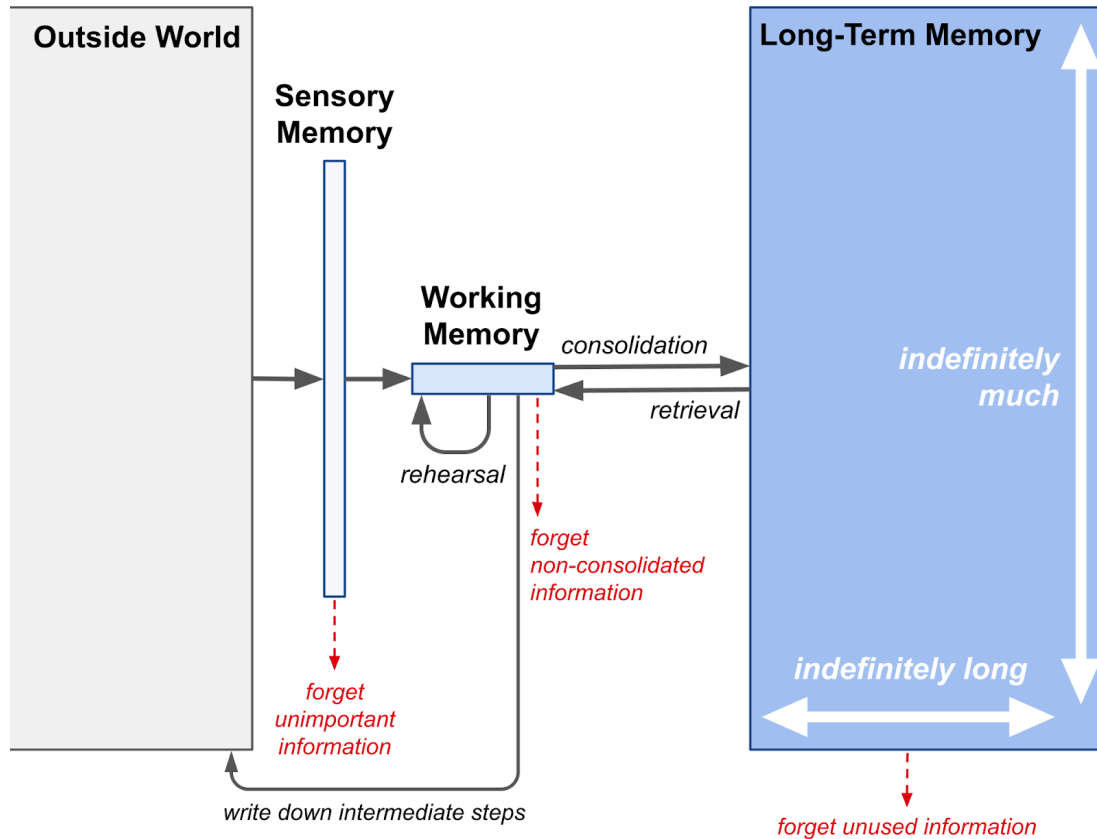 Outside World
Sensory
Memory
Working
Memory
Long-Term Memory
consolidation
retrieval
rehearsal
indefinitely
much
forget
non-consolidated
information
indefinitely long
forget
unimportant
information
write down intermediate steps
forget unused information